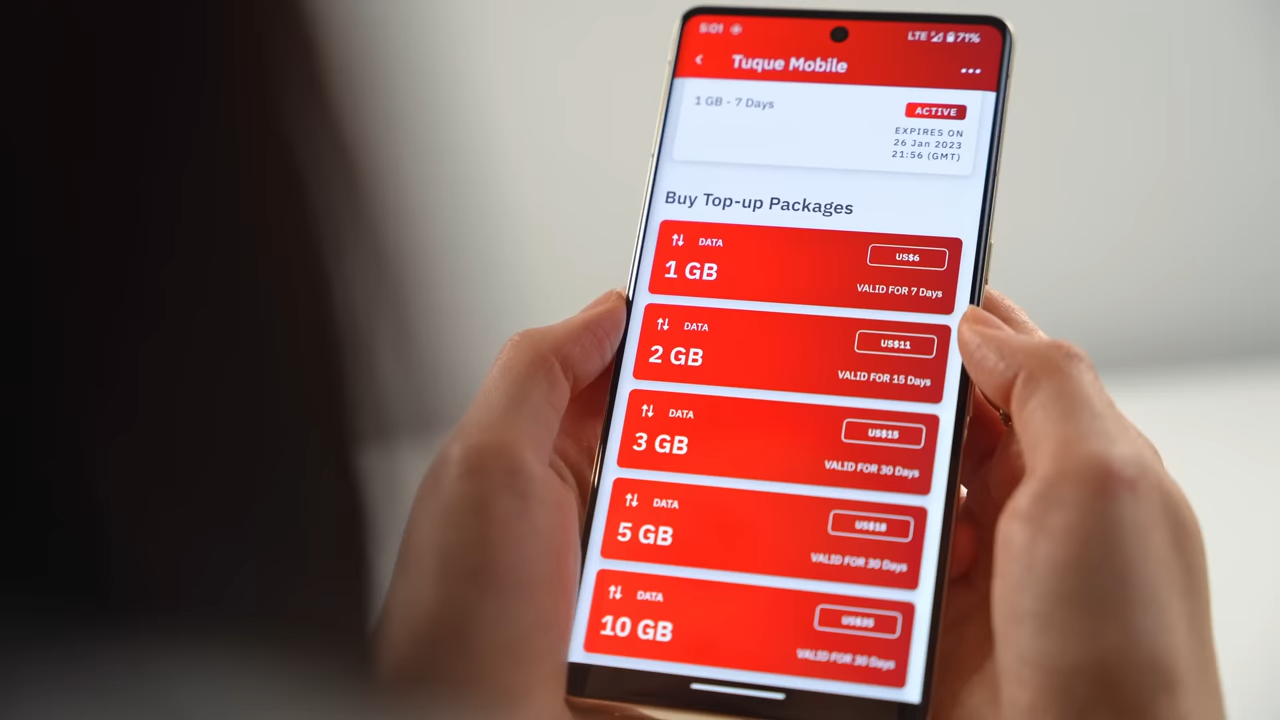 5:01 LTE 71%
Tuque Mobile
1 GB - 7 Days
ACTIVE
EXPIRES ON
26 Jan 2023
21:56 (GMT)
Buy Top-up Packages
DATA
US$6
1 GB
VALID FOR 7 Days
DATA
US$11
2 GB
VALID FOR 15 Days
DATA
US$15
3 GB
VALID FOR 30 Days
DATA
US$18
5 GB
VALID FOR 30 Days
DATA
US$35
10 GB
VALID FOR 30 Days